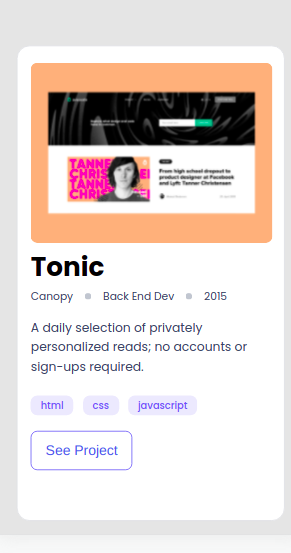 TANNE
CHRIS
TANNE
CHRIS
From high school dropout to
product designer at Facebook
and Lyft: Tanner Christensen
Tonic
Canopy Back End Dev 2015
A daily selection of privately
personalized reads; no accounts or
sign-ups required.
html css javascript
See Project